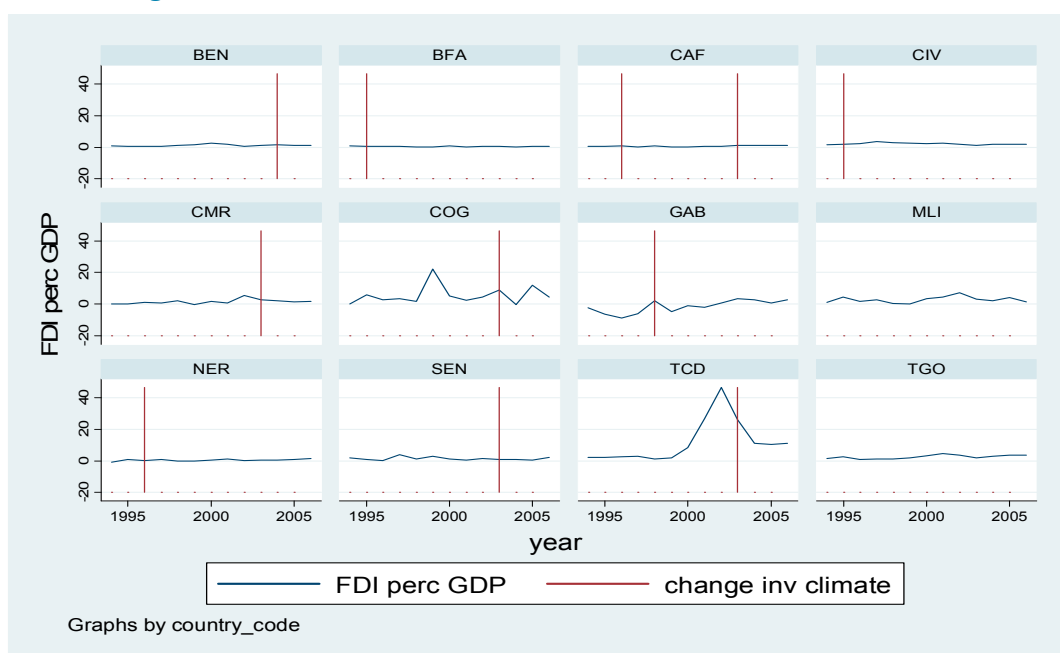 BEN BFA CAF CIV
40
20
0
-20
CMR COG GAB MLI
40
20
0
-20
FDI perc GDP
NER SEN TCD TGO
40
20
0
-20
1995 2000 2005 1995 2000 2005 1995 2000 2005 1995 2000 2005
year
FDI perc GDP change inv climate
Graphs by country_code